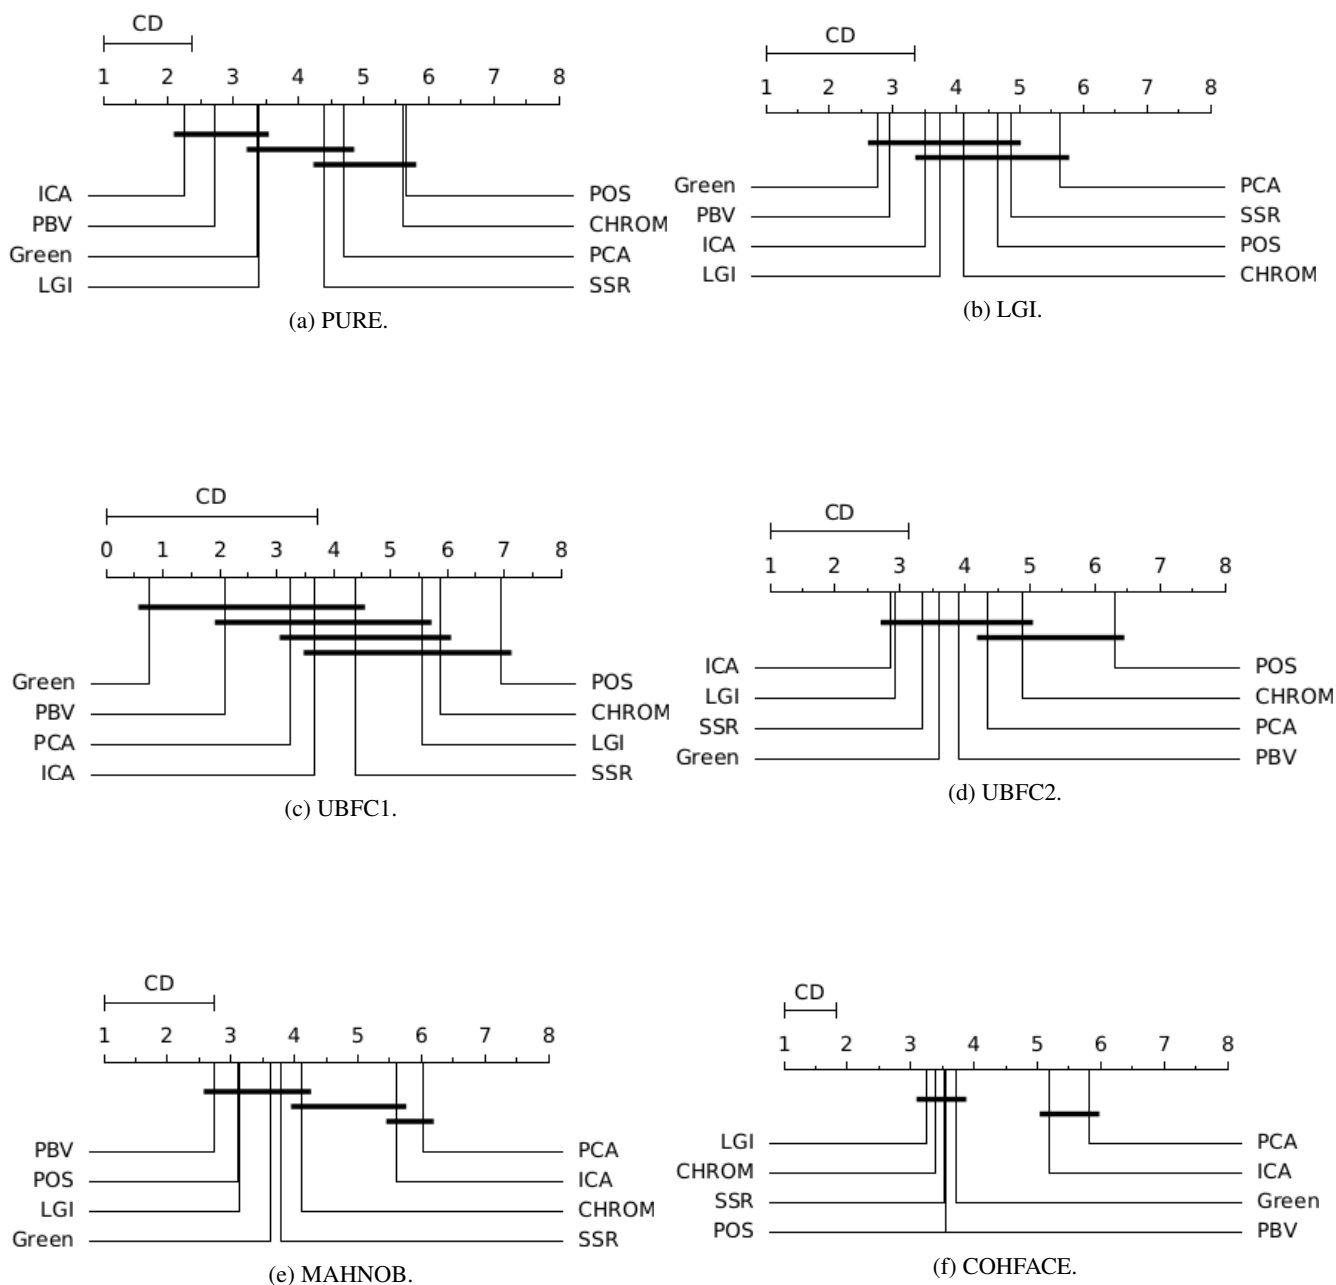 CD
1 2 3 4 5 6 7 8
ICA POS
PBV CHROM
Green PCA
LGI SSR
(a) PURE.
CD
1 2 3 4 5 6 7 8
Green PCA
PBV SSR
ICA POS
LGI CHROM
(b) LGI.
CD
0 1 2 3 4 5 6 7 8
Green POS
PBV CHROM
PCA LGI
ICA SSR
(c) UBFC1.
CD
1 2 3 4 5 6 7 8
ICA POS
LGI CHROM
SSR PCA
Green PBV
(d) UBFC2.
CD
1 2 3 4 5 6 7 8
PBV PCA
POS ICA
LGI CHROM
Green SSR
(e) MAHNOB.
CD
1 2 3 4 5 6 7 8
LGI PCA
CHROM ICA
SSR Green
POS PBV
(f) COHFACE.